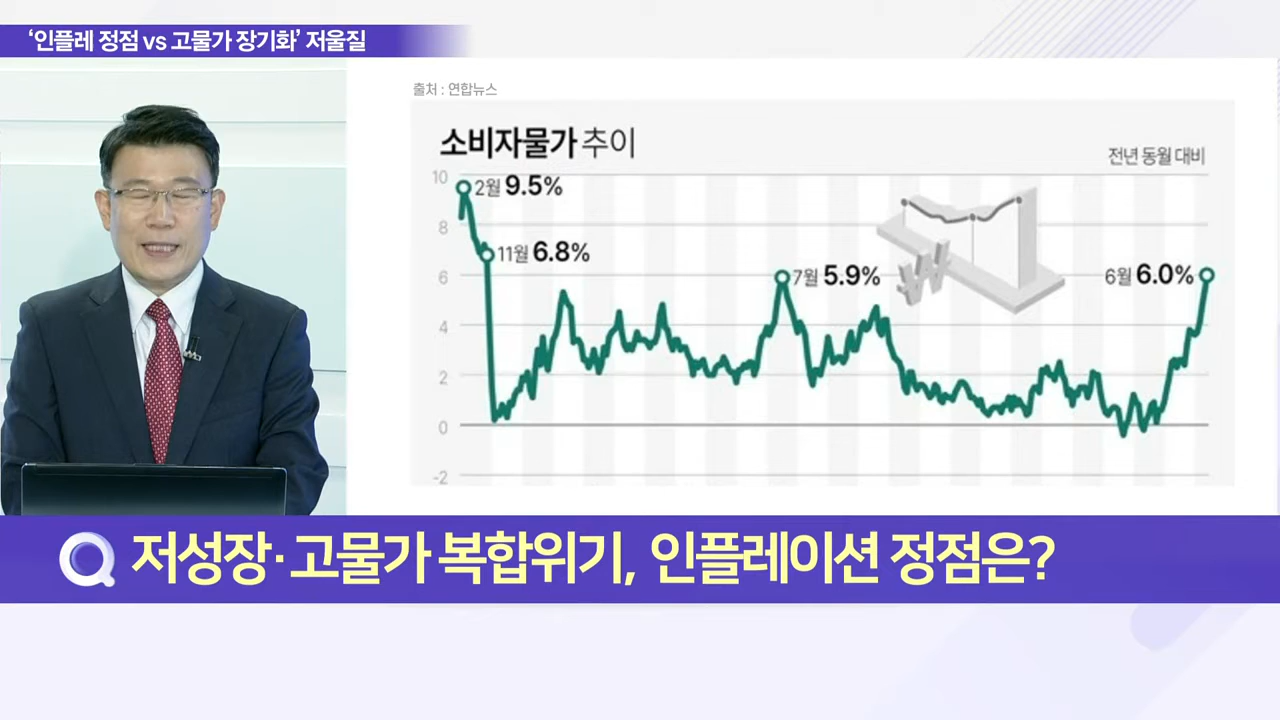 ‘인플레 정점 vs 고물가 장기화’ 저울질
출처 : 연합뉴스
소비자물가 추이
전년 동월 대비
10
8
6
4
2
0
-2
2월 9.5%
11월 6.8%
7월 5.9%
6월 6.0%
₩
저성장·고물가 복합위기, 인플레이션 정점은?